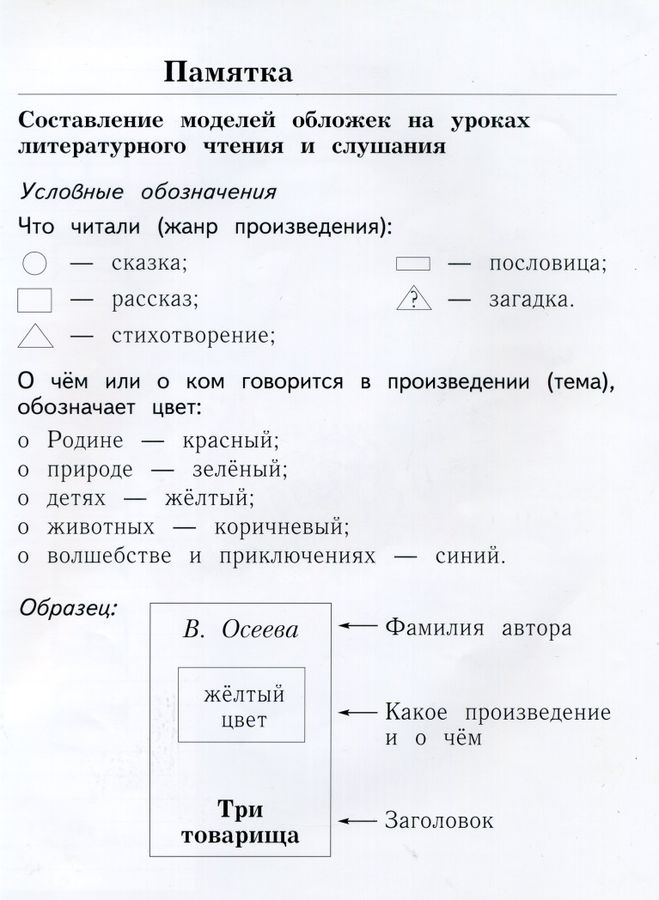 Памятка
Составление моделей обложек на уроках
литературного чтения и слушания
Условные обозначения
Что читали (жанр произведения):
— сказка;
— пословица;
— рассказ;
? — загадка.
— стихотворение;
О чём или о ком говорится в произведении (тема),
обозначает цвет:
о Родине — красный;
о природе — зелёный;
о детях — жёлтый;
о животных — коричневый;
о волшебстве и приключениях — синий.
Образец:
В. Осеева
Фамилия автора
жёлтый
цвет
Какое произведение
и о чём
Три
товарища
Заголовок